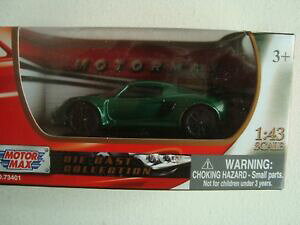 MOTORMAX
3+
1:43
SCALE
MOTOR
MAX
DIE-CAST
COLLECTION
WARNING:
CHOKING HAZARD - Small parts.
Not for children under 3 years.
73401